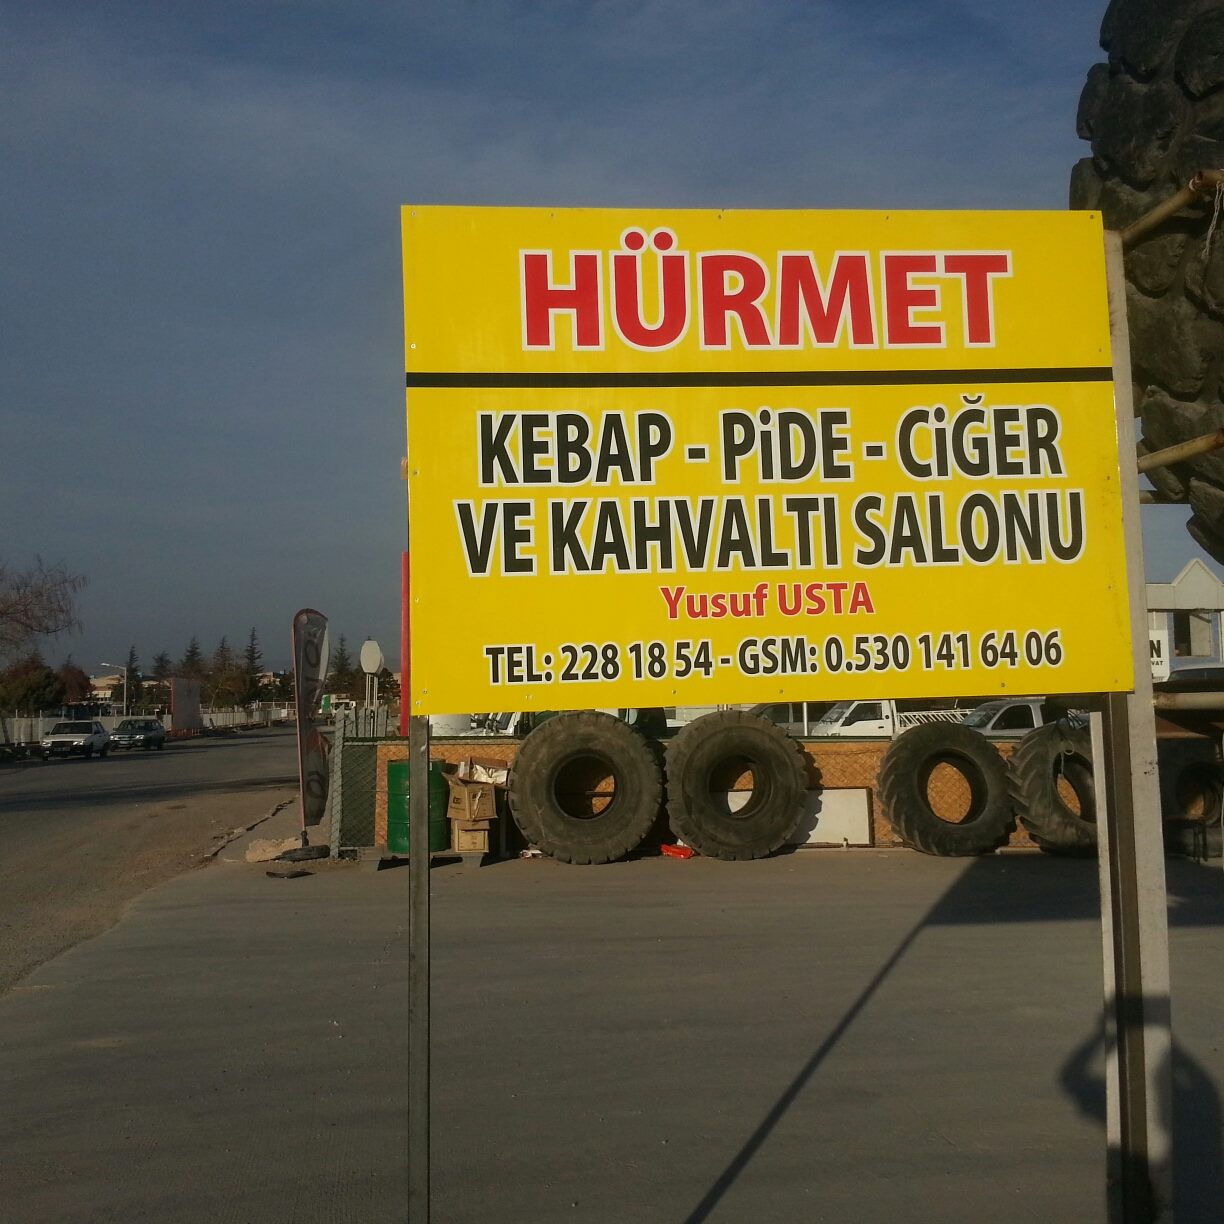 HÜRMET
KEBAP - PiDE - CiĞER
VE KAHVALTI SALONU
Yusuf USTA
TEL: 228 18 54 - GSM: 0.530 141 64 06